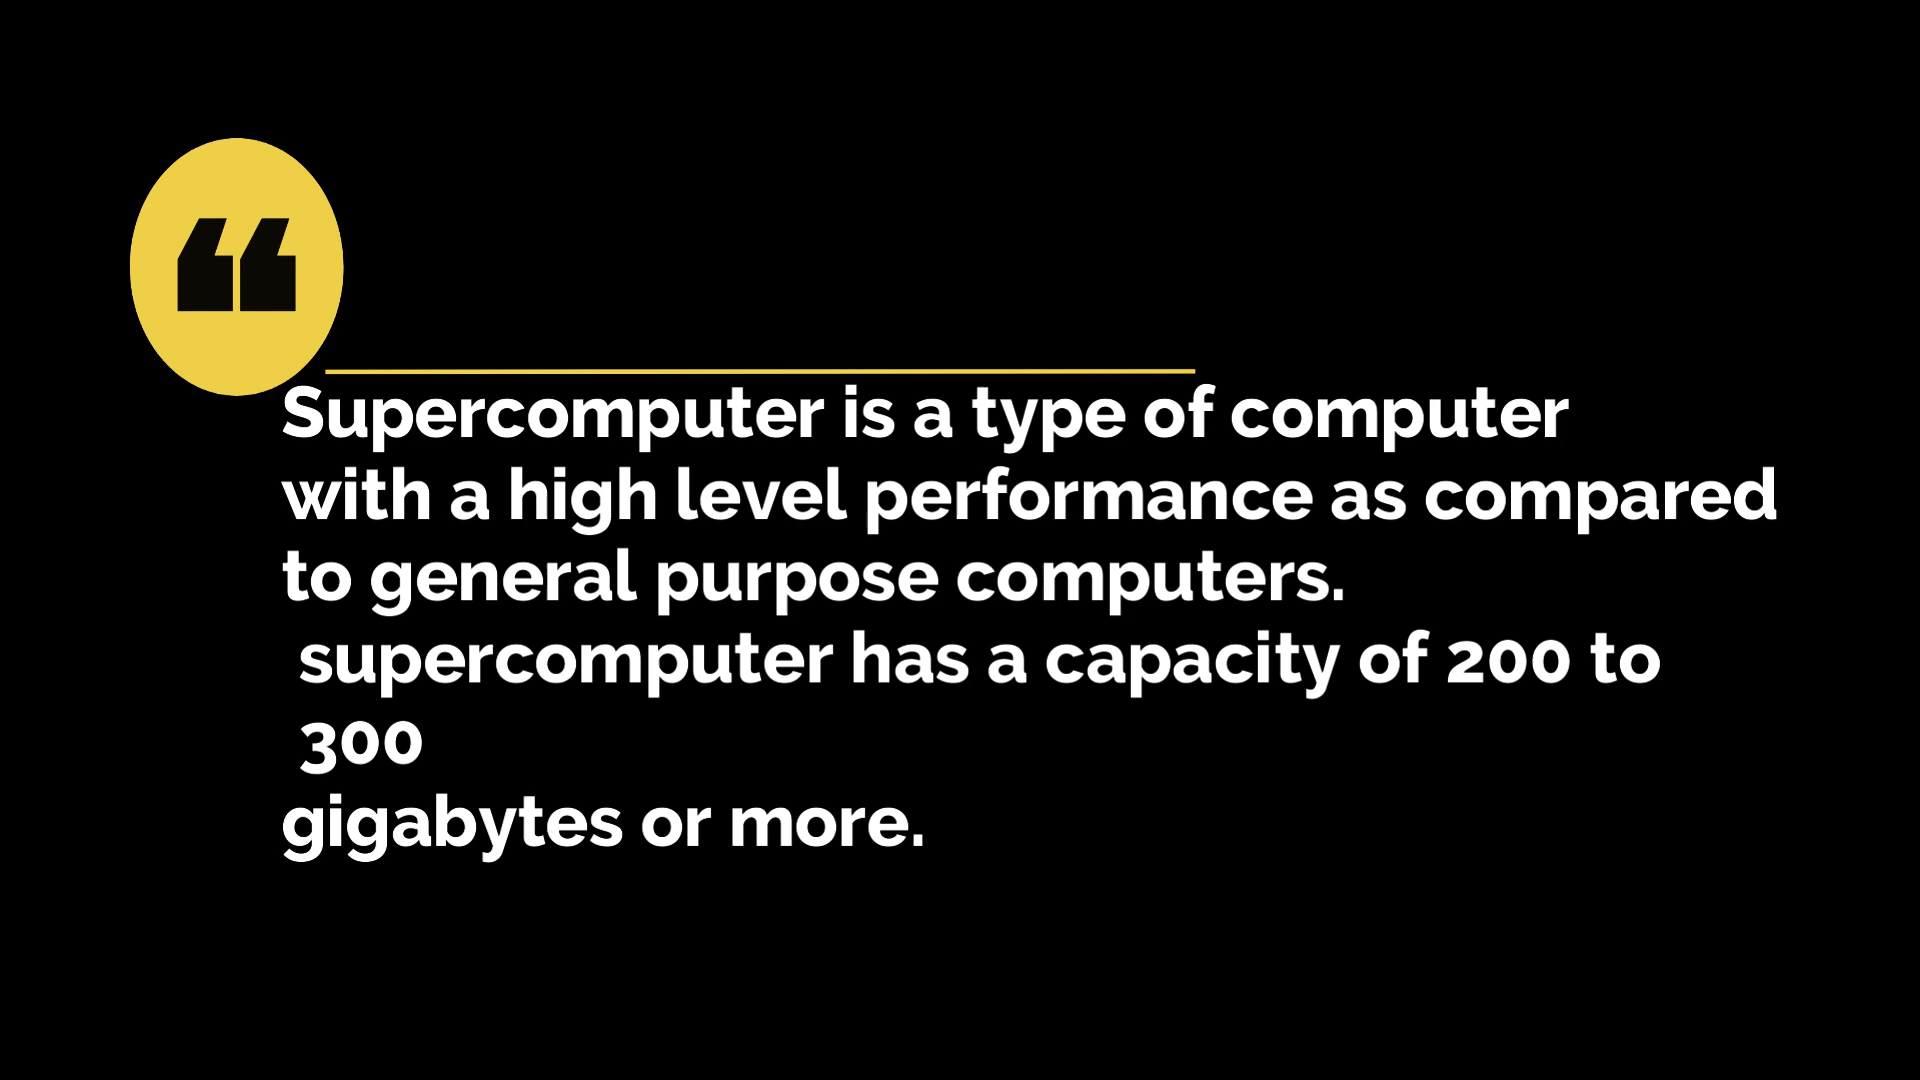 ❝
Supercomputer is a type of computer
with a high level performance as compared
to general purpose computers.
supercomputer has a capacity of 200 to
300
gigabytes or more.